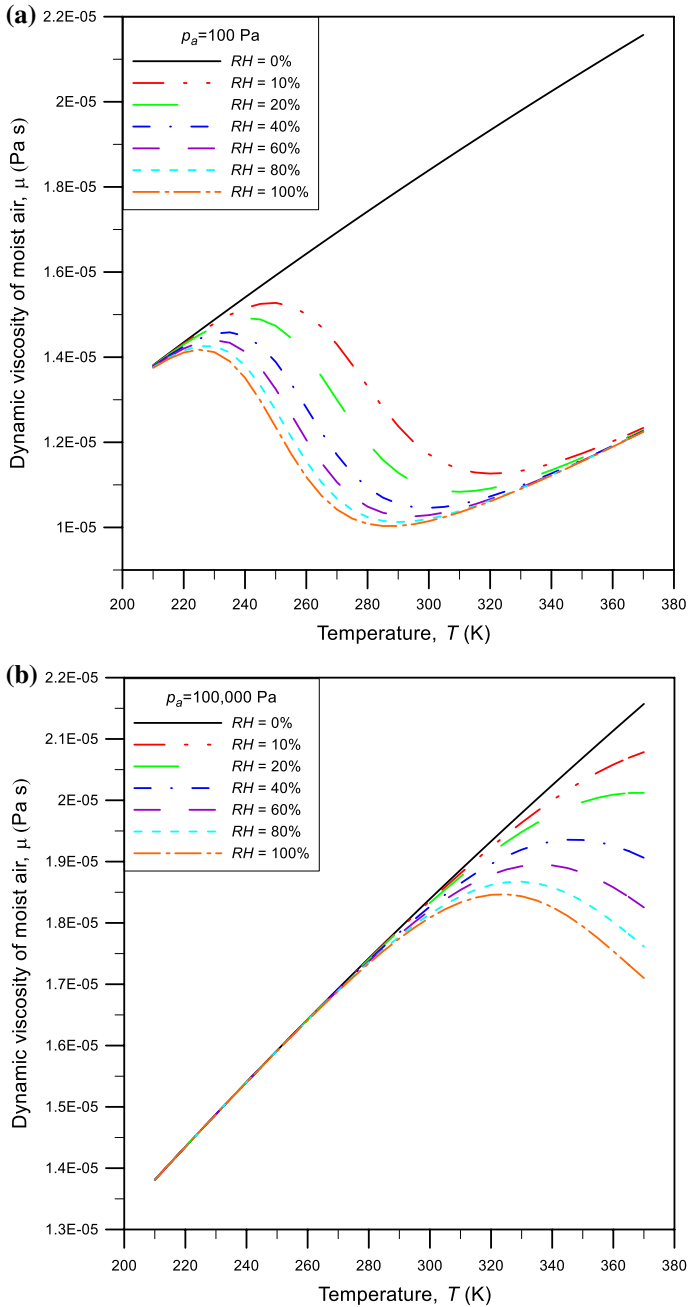 (a)
p_a=100 Pa
RH = 0%
RH = 10%
RH = 20%
RH = 40%
RH = 60%
RH = 80%
RH = 100%
2.2E-05
2E-05
1.8E-05
1.6E-05
1.4E-05
1.2E-05
1E-05
Dynamic viscosity of moist air, μ (Pa s)
200 220 240 260 280 300 320 340 360 380
Temperature, T (K)
(b)
p_a=100,000 Pa
RH = 0%
RH = 10%
RH = 20%
RH = 40%
RH = 60%
RH = 80%
RH = 100%
2.2E-05
2.1E-05
2E-05
1.9E-05
1.8E-05
1.7E-05
1.6E-05
1.5E-05
1.4E-05
1.3E-05
Dynamic viscosity of moist air, μ (Pa s)
200 220 240 260 280 300 320 340 360 380
Temperature, T (K)